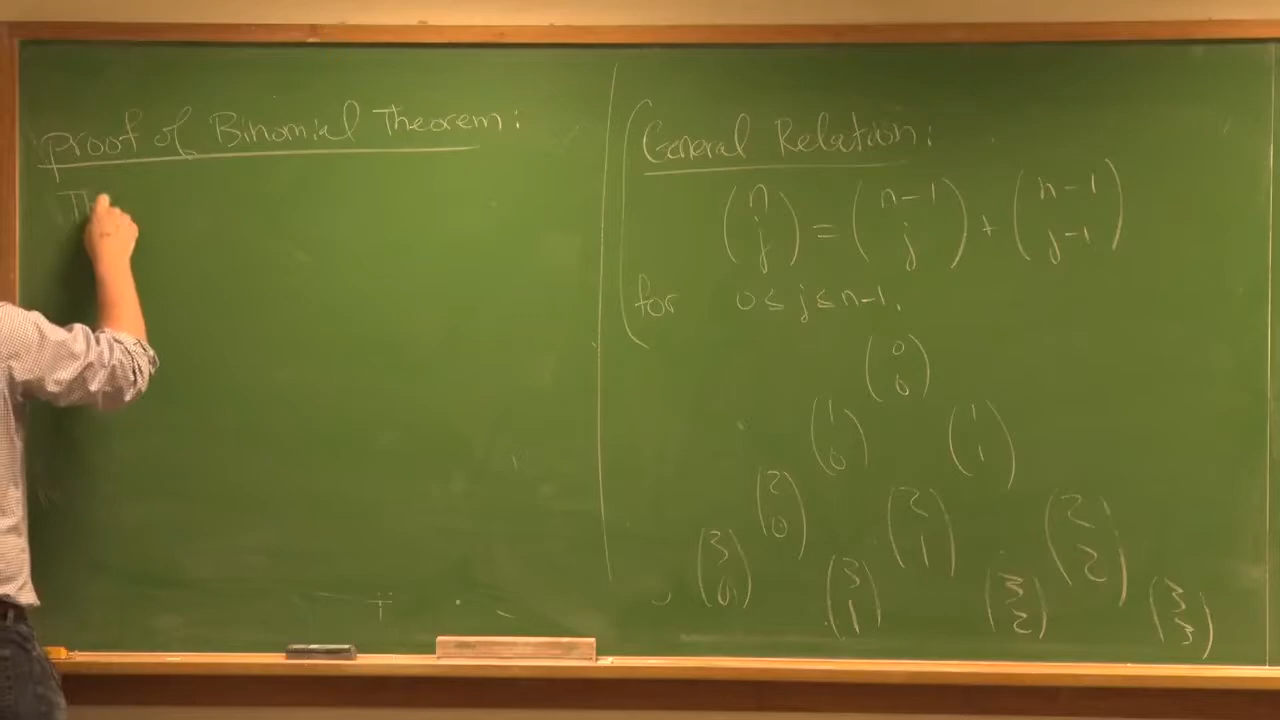 Proof of Binomial Theorem:
Th
General Relation:
(n j) = (n-1 j) + (n-1 j-1)
for 0 ≤ j ≤ n-1.
(0 0)
(1 0) (1 1)
(2 0) (2 1) (2 2)
(3 0) (3 1) (3 2) (3 3)